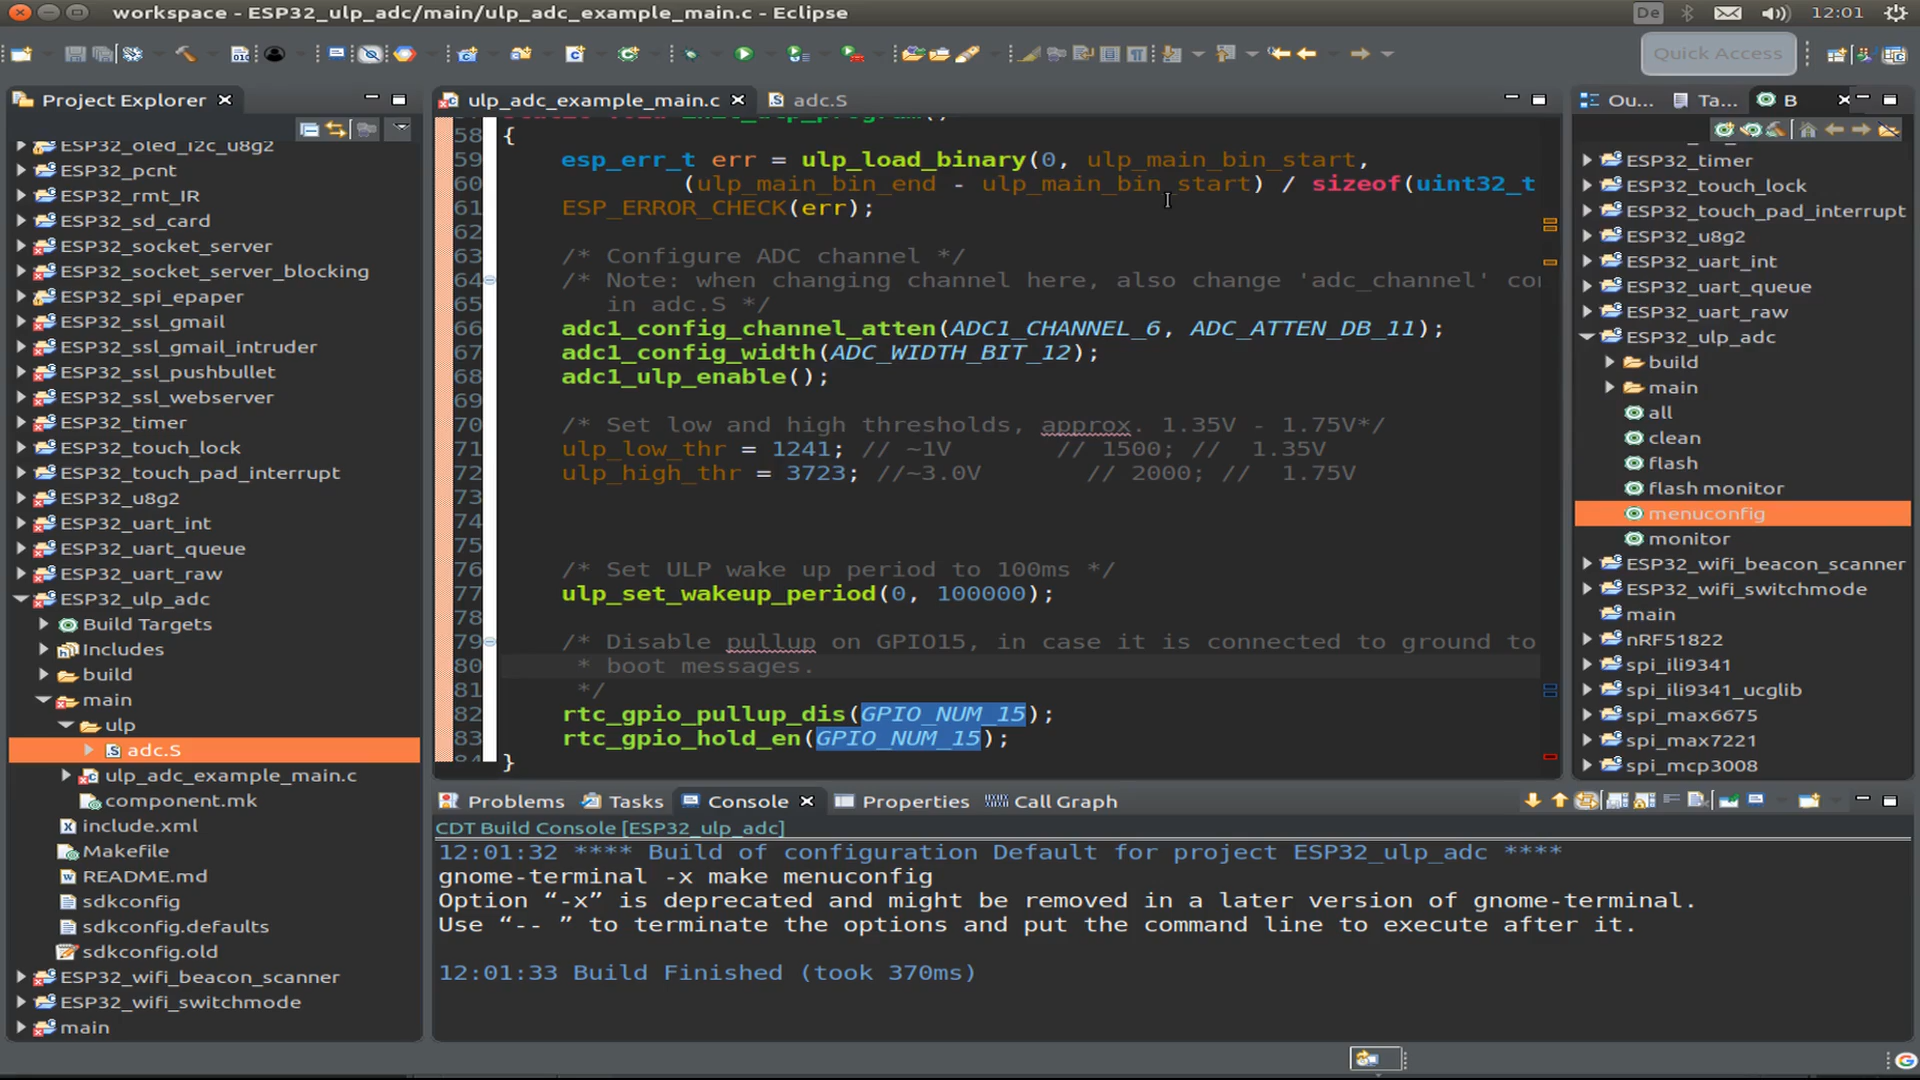 workspace - ESP32_ulp_adc/main/ulp_adc_example_main.c - Eclipse
De
12:01
Quick Access
Project Explorer
ESP32_oled_i2c_u8g2
ESP32_pcnt
ESP32_rmt_IR
ESP32_sd_card
ESP32_socket_server
ESP32_socket_server_blocking
ESP32_spi_epaper
ESP32_ssl_gmail
ESP32_ssl_gmail_intruder
ESP32_ssl_pushbullet
ESP32_ssl_webserver
ESP32_timer
ESP32_touch_lock
ESP32_touch_pad_interrupt
ESP32_u8g2
ESP32_uart_int
ESP32_uart_queue
ESP32_uart_raw
ESP32_ulp_adc
Build Targets
Includes
build
main
ulp
adc.S
ulp_adc_example_main.c
component.mk
include.xml
Makefile
README.md
sdkconfig
sdkconfig.defaults
sdkconfig.old
ESP32_wifi_beacon_scanner
ESP32_wifi_switchmode
main
ulp_adc_example_main.c
adc.S
58 {
59 esp_err_t err = ulp_load_binary(0, ulp_main_bin_start,
60 (ulp_main_bin_end - ulp_main_bin_start) / sizeof(uint32_t
61 ESP_ERROR_CHECK(err);
62
63 /* Configure ADC channel */
64 /* Note: when changing channel here, also change 'adc_channel' co
65 in adc.S */
66 adc1_config_channel_atten(ADC1_CHANNEL_6, ADC_ATTEN_DB_11);
67 adc1_config_width(ADC_WIDTH_BIT_12);
68 adc1_ulp_enable();
69
70 /* Set low and high thresholds, approx. 1.35V - 1.75V*/
71 ulp_low_thr = 1241; // ~1V // 1500; // 1.35V
72 ulp_high_thr = 3723; //~3.0V // 2000; // 1.75V
73
74
75
76 /* Set ULP wake up period to 100ms */
77 ulp_set_wakeup_period(0, 100000);
78
79 /* Disable pullup on GPIO15, in case it is connected to ground to
80 * boot messages.
81 */
82 rtc_gpio_pullup_dis(GPIO_NUM_15);
83 rtc_gpio_hold_en(GPIO_NUM_15);
84 }
Ou...
Ta...
B
ESP32_timer
ESP32_touch_lock
ESP32_touch_pad_interrupt
ESP32_u8g2
ESP32_uart_int
ESP32_uart_queue
ESP32_uart_raw
ESP32_ulp_adc
build
main
all
clean
flash
flash monitor
menuconfig
monitor
ESP32_wifi_beacon_scanner
ESP32_wifi_switchmode
main
nRF51822
spi_ili9341
spi_ili9341_ucglib
spi_max6675
spi_max7221
spi_mcp3008
Problems
Tasks
Console
Properties
Call Graph
CDT Build Console [ESP32_ulp_adc]
12:01:32 **** Build of configuration Default for project ESP32_ulp_adc ****
gnome-terminal -x make menuconfig
Option “-x” is deprecated and might be removed in a later version of gnome-terminal.
Use “-- ” to terminate the options and put the command line to execute after it.
12:01:33 Build Finished (took 370ms)